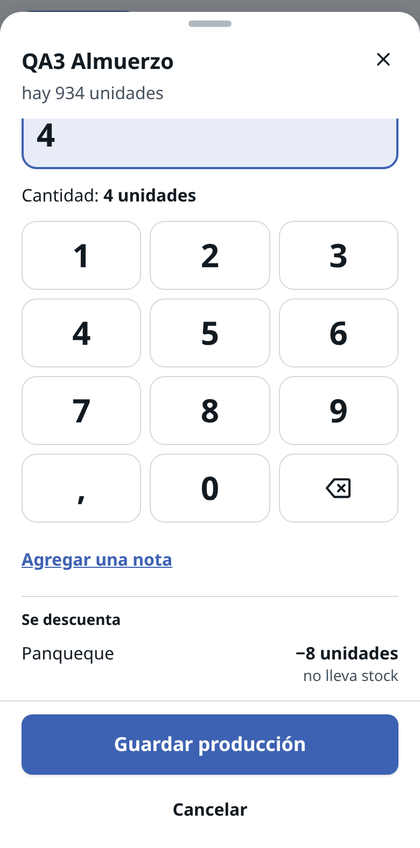 QA3 Almuerzo
hay 934 unidades
4
Cantidad: 4 unidades
1 2 3
4 5 6
7 8 9
, 0
Agregar una nota
Se descuenta
Panqueque −8 unidades
no lleva stock
Guardar producción
Cancelar